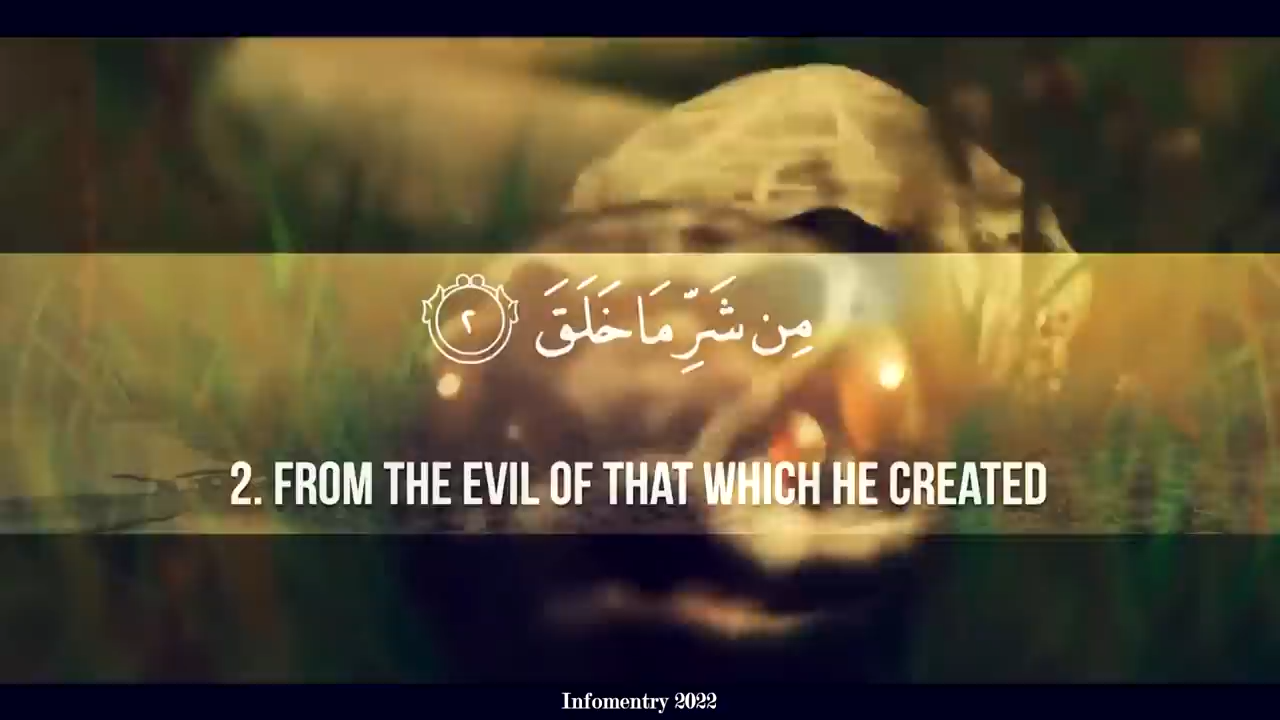 مِن شَرِّ مَا خَلَقَ ٢
2. FROM THE EVIL OF THAT WHICH HE CREATED
Infomentry 2022